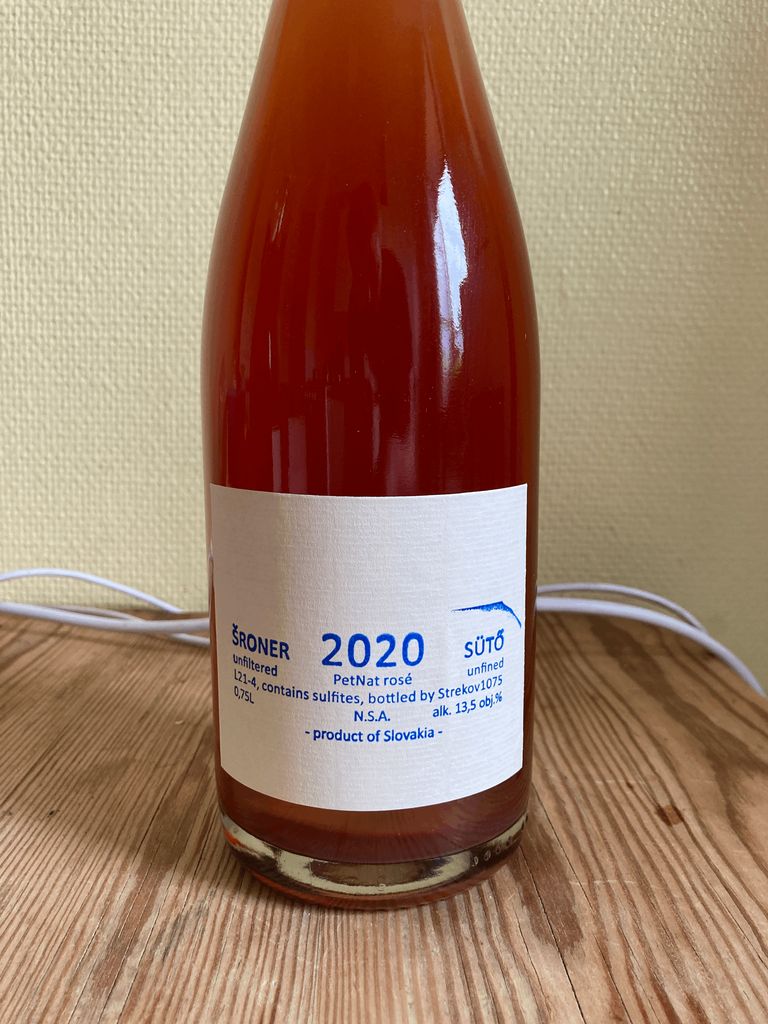 ŠRONER 2020 SÜTŐ
unfiltered PetNat rosé unfined
L21-4, contains sulfites, bottled by Strekov1075
0,75L N.S.A. alk. 13,5 obj.%
- product of Slovakia -